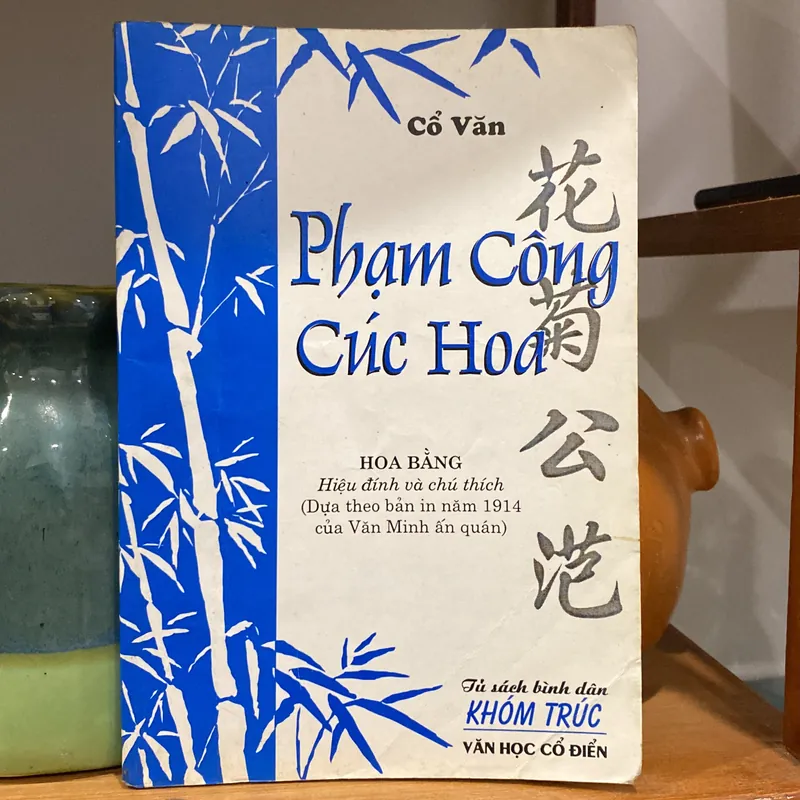 Cổ Văn
Phạm Công
Cúc Hoa
花
菊
公
范
HOA BẰNG
Hiệu đính và chú thích
(Dựa theo bản in năm 1914
của Văn Minh ấn quán)
Tủ sách bình dân
KHÓM TRÚC
VĂN HỌC CỔ ĐIỂN